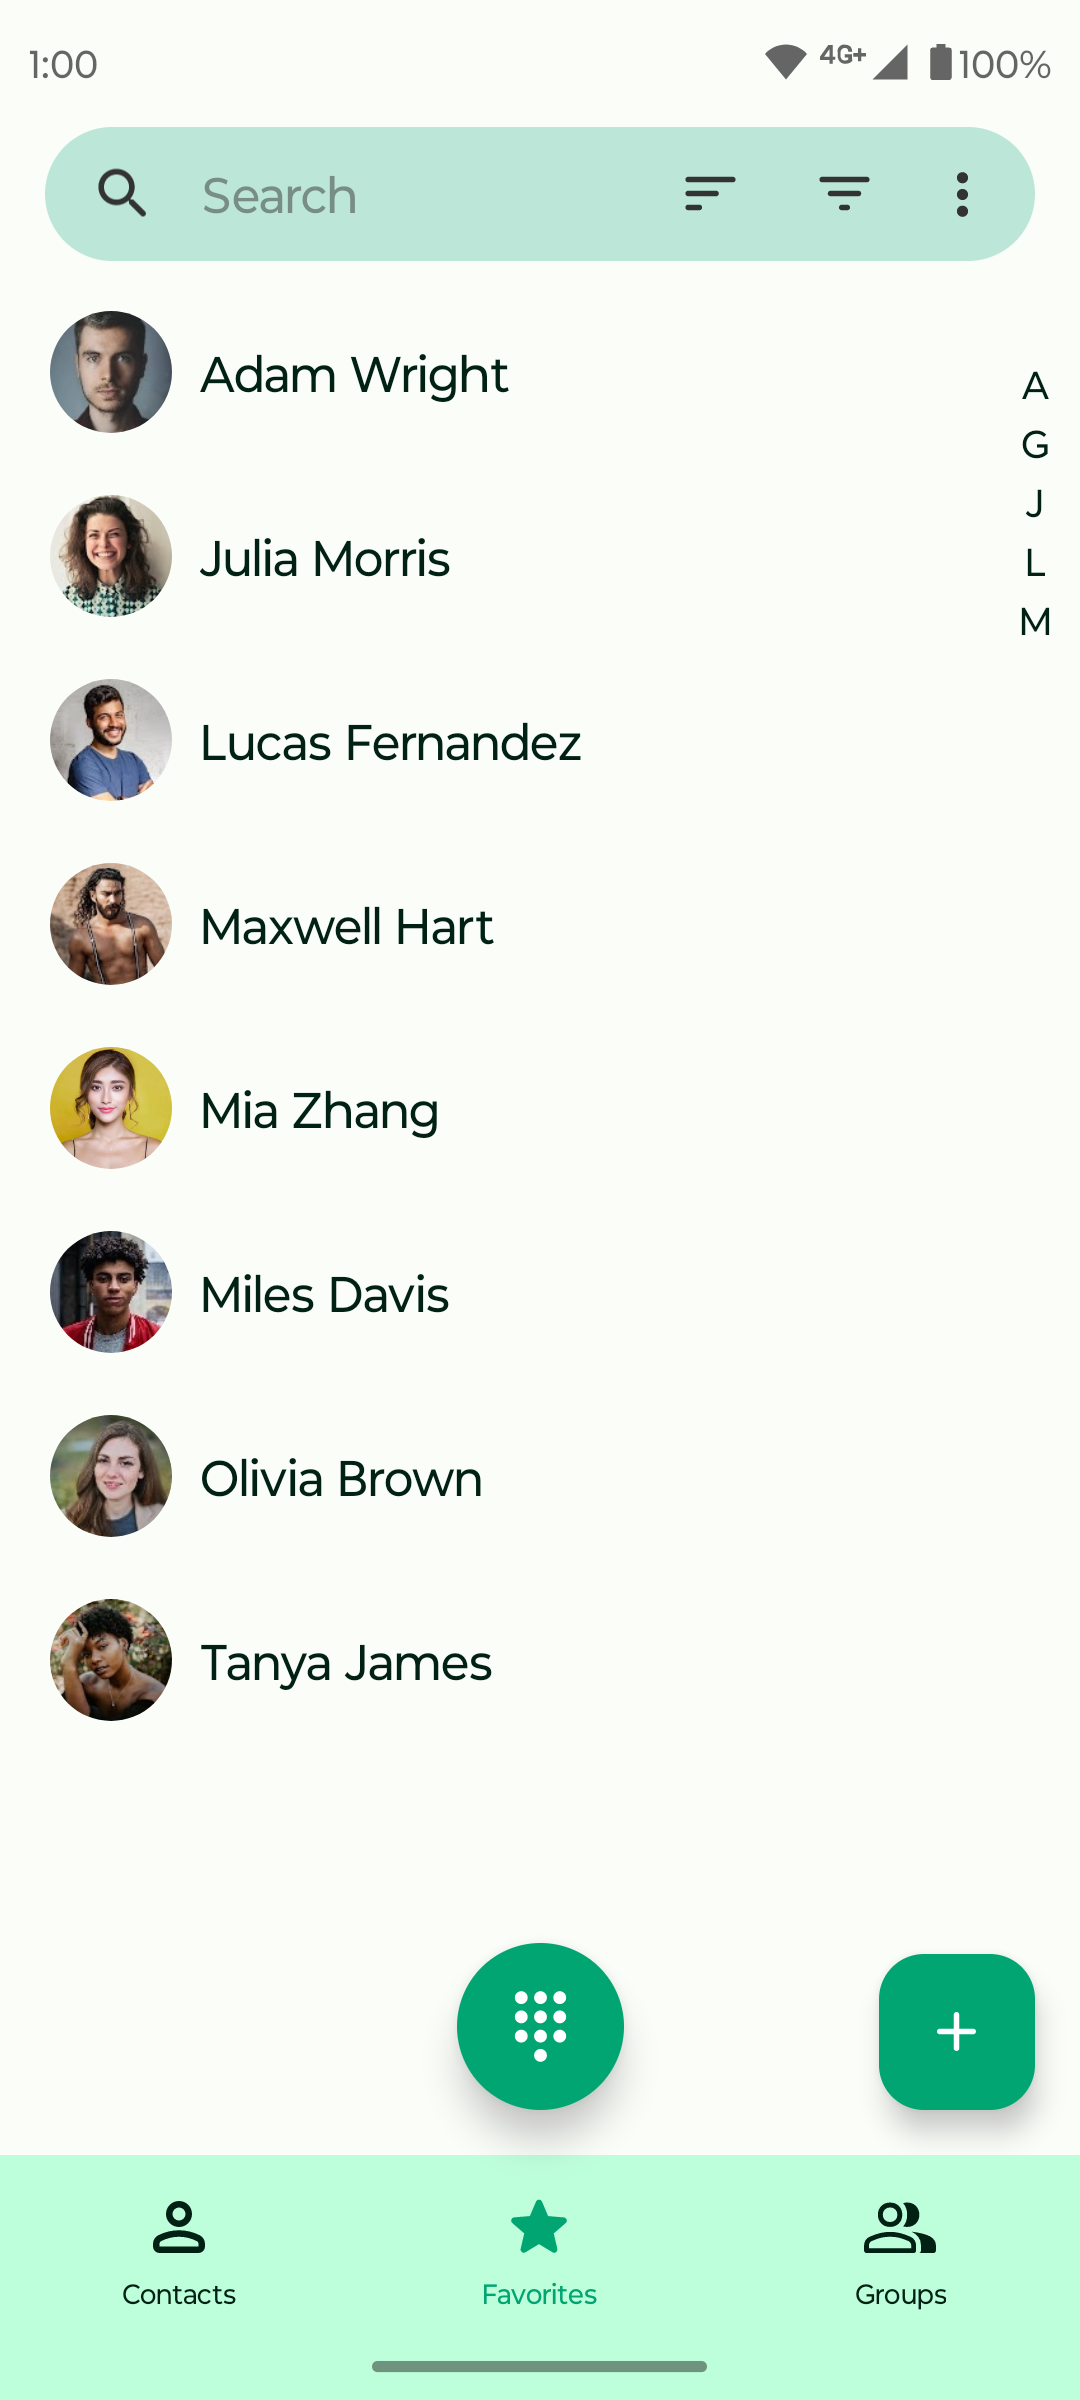 1:00 4G+ 100%
Search
Adam Wright
Julia Morris
Lucas Fernandez
Maxwell Hart
Mia Zhang
Miles Davis
Olivia Brown
Tanya James
A
G
J
L
M
Contacts Favorites Groups